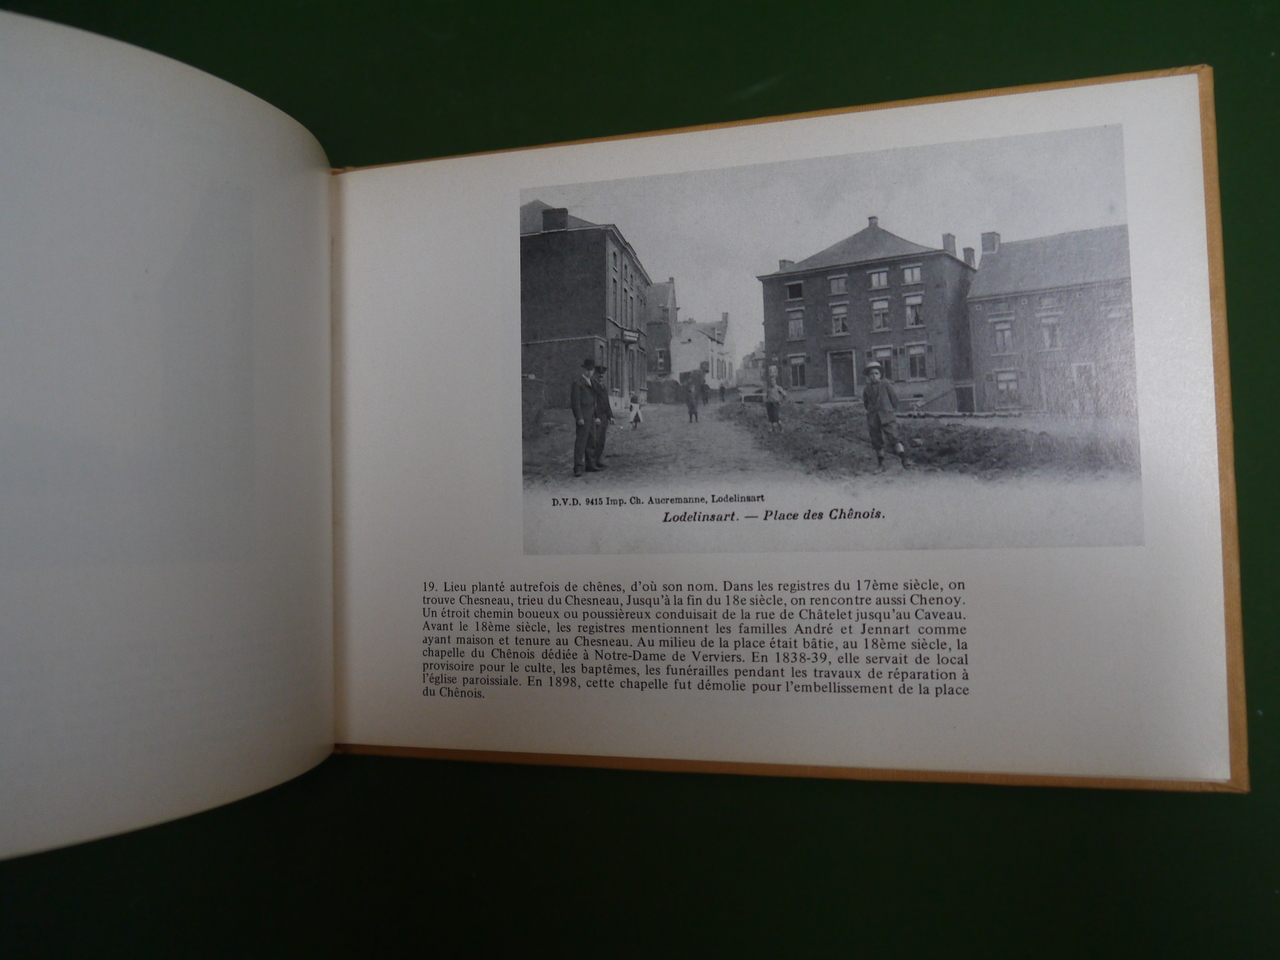 D.V.D. 9415 Imp. Ch. Aucremanne, Lodelinsart
Lodelinsart. — Place des Chênois.
19. Lieu planté autrefois de chênes, d'où son nom. Dans les registres du 17ème siècle, on
trouve Chesneau, trieu du Chesneau, Jusqu'à la fin du 18e siècle, on rencontre aussi Chenoy.
Un étroit chemin boueux ou poussièreux conduisait de la rue de Châtelet jusqu'au Caveau.
Avant le 18ème siècle, les registres mentionnent les familles André et Jennart comme
ayant maison et tenure au Chesneau. Au milieu de la place était bâtie, au 18ème siècle, la
chapelle du Chênois dédiée à Notre-Dame de Verviers. En 1838-39, elle servait de local
provisoire pour le culte, les baptêmes, les funérailles pendant les travaux de réparation à
l'église paroissiale. En 1898, cette chapelle fut démolie pour l'embellissement de la place
du Chênois.